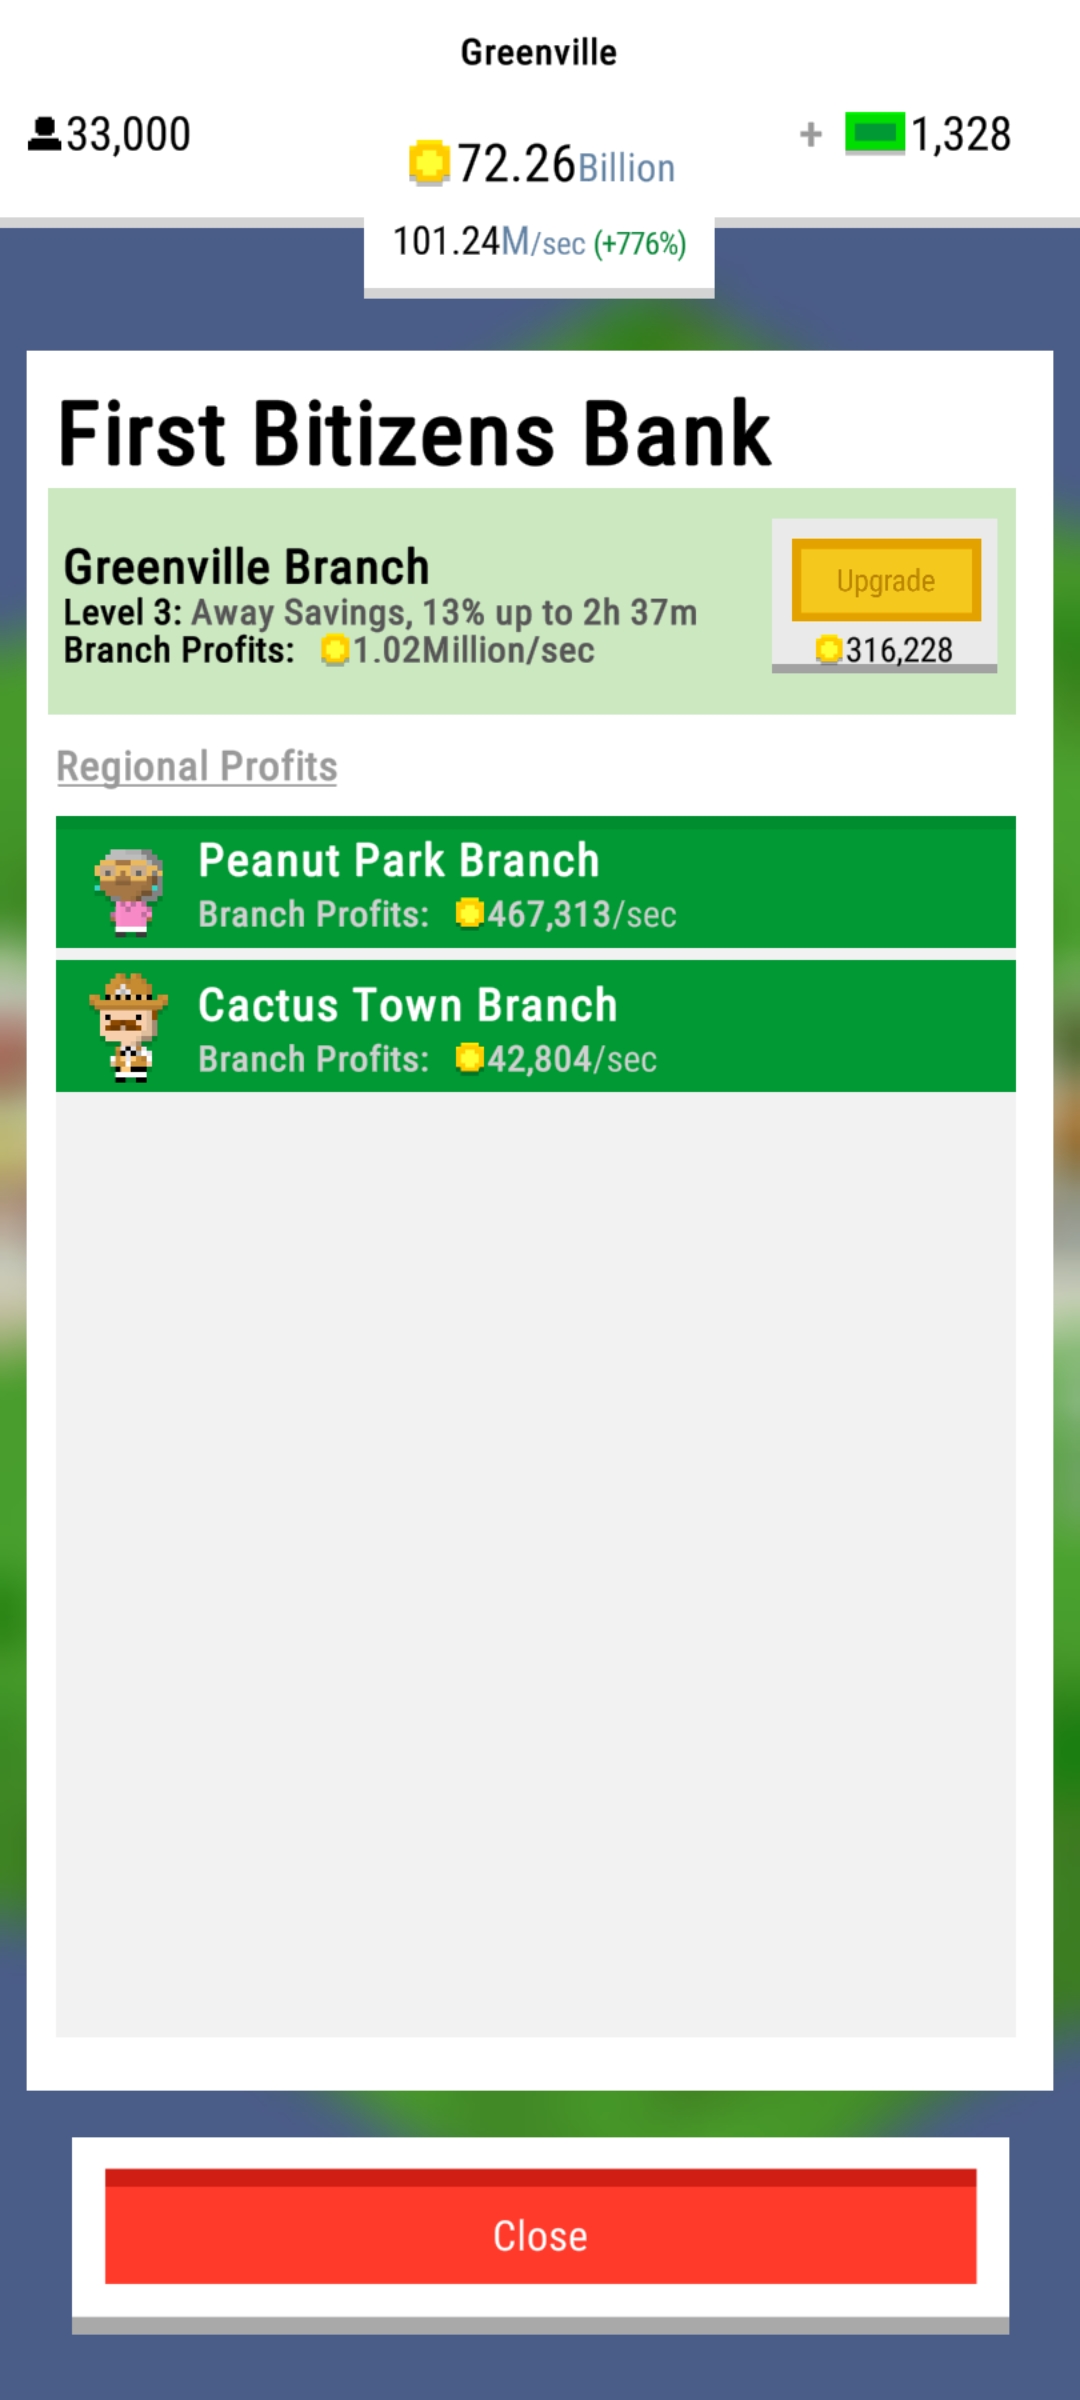 Greenville
33,000
72.26Billion
+ 1,328
101.24M/sec (+776%)
First Bitizens Bank
Greenville Branch
Level 3: Away Savings, 13% up to 2h 37m
Branch Profits: 1.02Million/sec
Upgrade
316,228
Regional Profits
Peanut Park Branch
Branch Profits: 467,313/sec
Cactus Town Branch
Branch Profits: 42,804/sec
Close